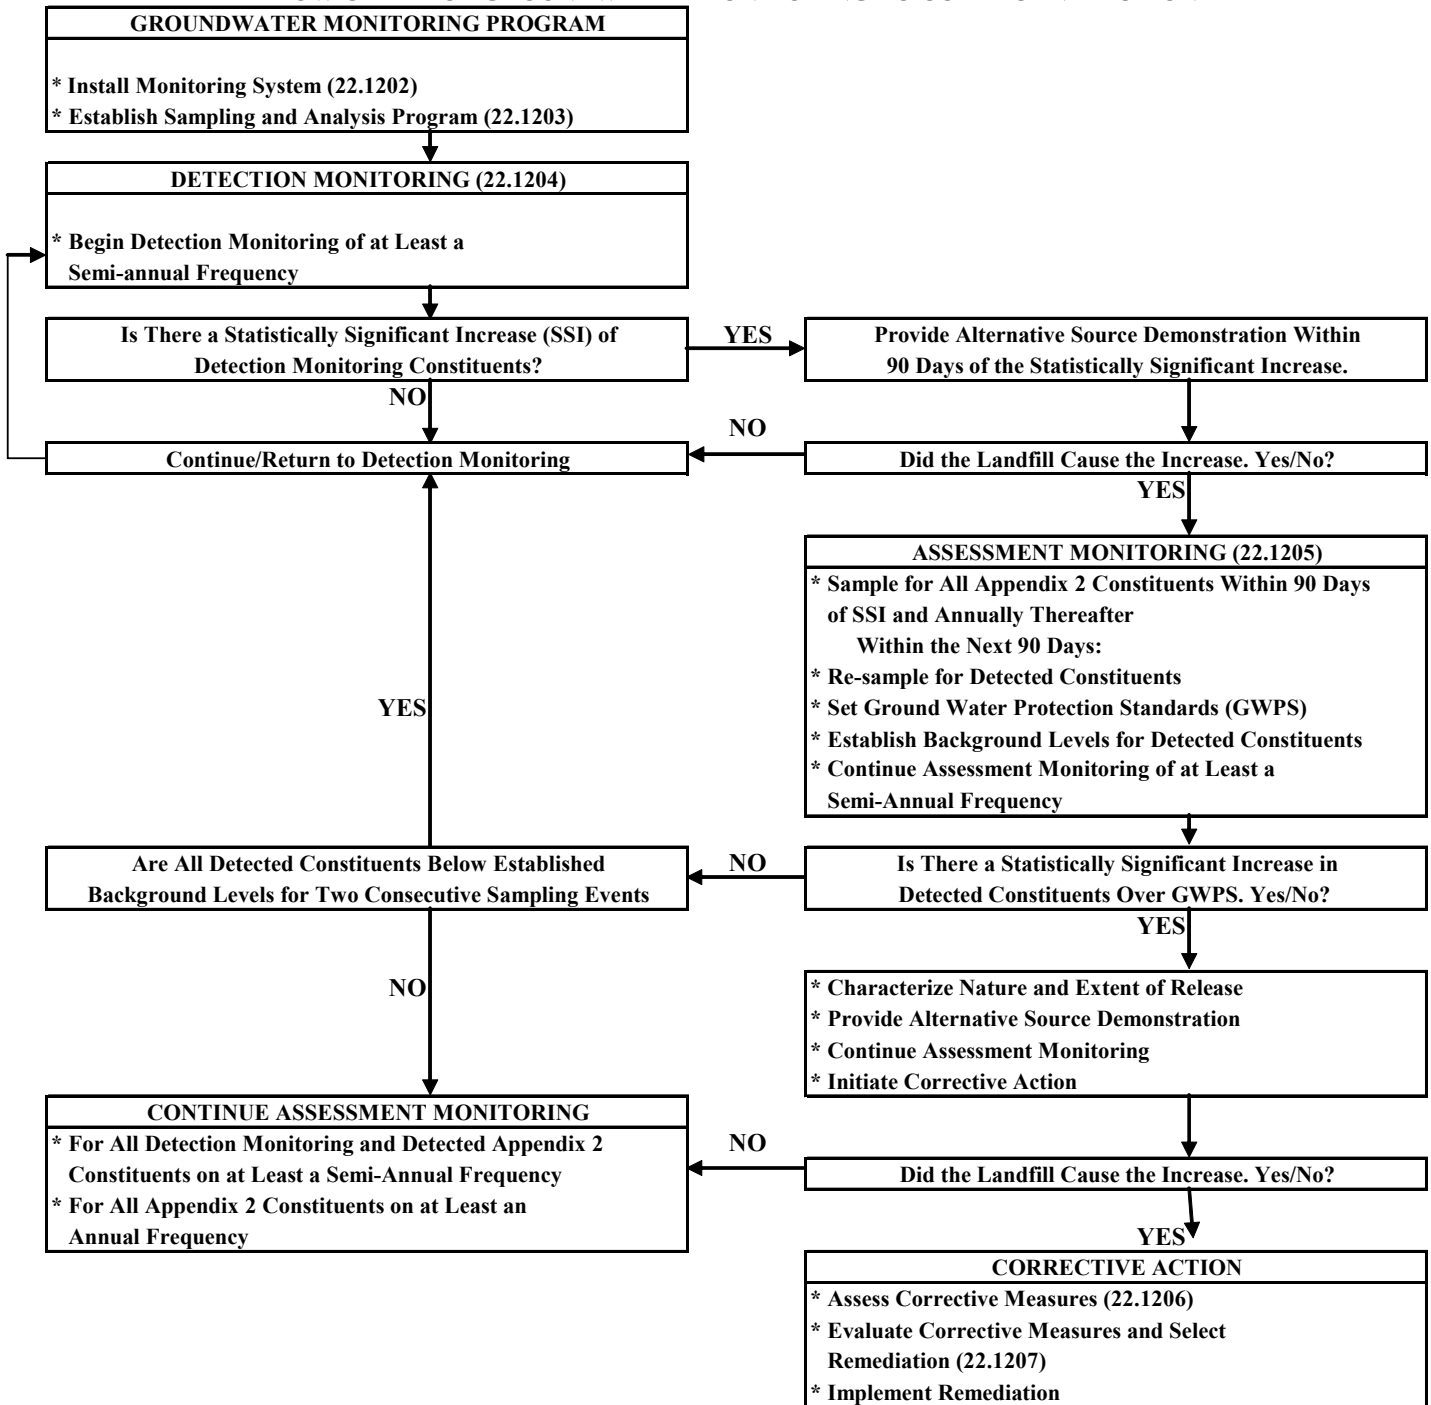 GROUNDWATER MONITORING PROGRAM
* Install Monitoring System (22.1202)
* Establish Sampling and Analysis Program (22.1203)
DETECTION MONITORING (22.1204)
* Begin Detection Monitoring of at Least a
Semi-annual Frequency
Is There a Statistically Significant Increase (SSI) of
Detection Monitoring Constituents?
YES
Provide Alternative Source Demonstration Within
90 Days of the Statistically Significant Increase.
NO
NO
Continue/Return to Detection Monitoring
Did the Landfill Cause the Increase. Yes/No?
YES
ASSESSMENT MONITORING (22.1205)
* Sample for All Appendix 2 Constituents Within 90 Days
of SSI and Annually Thereafter
Within the Next 90 Days:
* Re-sample for Detected Constituents
* Set Ground Water Protection Standards (GWPS)
* Establish Background Levels for Detected Constituents
* Continue Assessment Monitoring of at Least a
Semi-Annual Frequency
YES
Are All Detected Constituents Below Established
Background Levels for Two Consecutive Sampling Events
NO
Is There a Statistically Significant Increase in
Detected Constituents Over GWPS. Yes/No?
YES
NO
* Characterize Nature and Extent of Release
* Provide Alternative Source Demonstration
* Continue Assessment Monitoring
* Initiate Corrective Action
CONTINUE ASSESSMENT MONITORING
* For All Detection Monitoring and Detected Appendix 2
Constituents on at Least a Semi-Annual Frequency
* For All Appendix 2 Constituents on at Least an
Annual Frequency
NO
Did the Landfill Cause the Increase. Yes/No?
YES
CORRECTIVE ACTION
* Assess Corrective Measures (22.1206)
* Evaluate Corrective Measures and Select
Remediation (22.1207)
* Implement Remediation